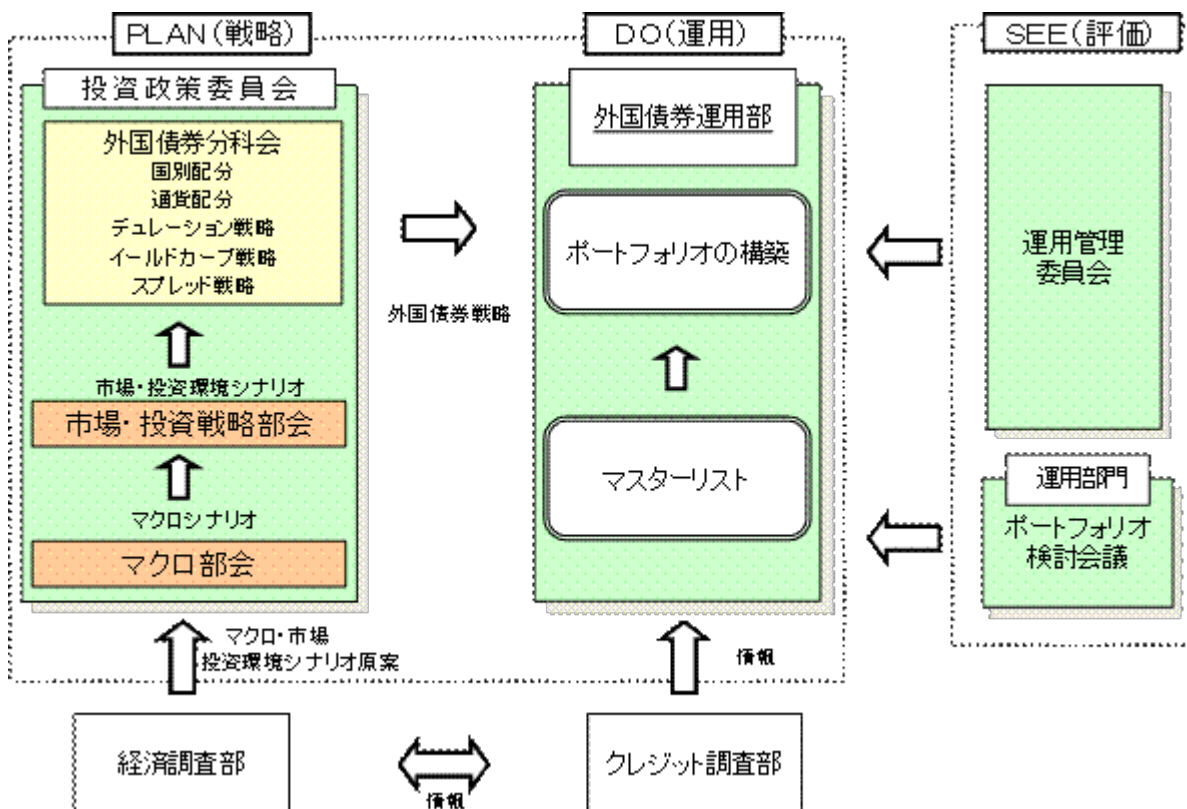 PLAN(戦略)
投資政策委員会
外国債券分科会
国別配分
通貨配分
デュレーション戦略
イールドカーブ戦略
スプレッド戦略
市場・投資環境シナリオ
市場・投資戦略部会
マクロシナリオ
マクロ部会
マクロ・市場
投資環境シナリオ原案
経済調査部
外国債券戦略
DO(運用)
外国債券運用部
ポートフォリオの構築
マスターリスト
情報
クレジット調査部
情報
SEE(評価)
運用管理
委員会
運用部門
ポートフォリオ
検討会議